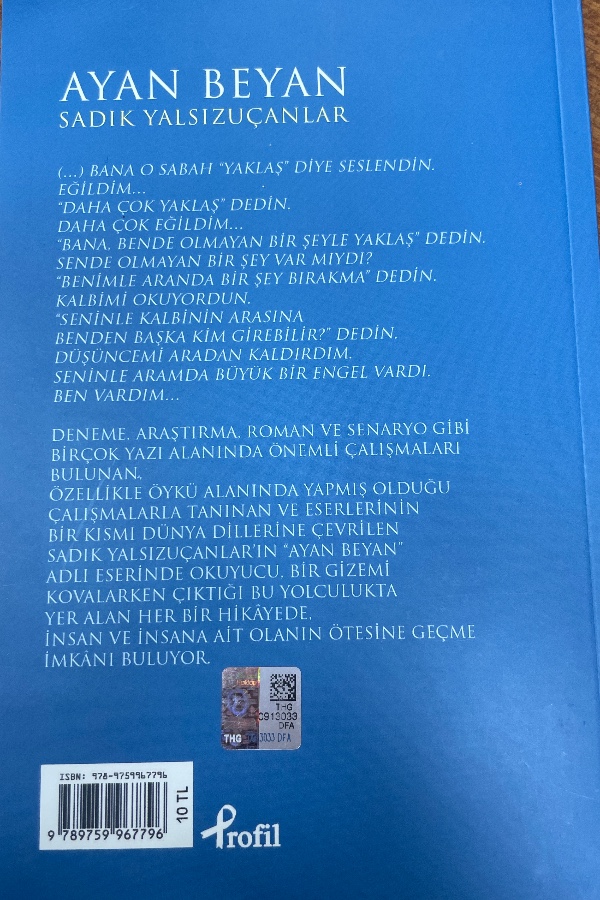 AYAN BEYAN
SADIK YALSIZUÇANLAR
(...) BANA O SABAH "YAKLAŞ" DİYE SESLENDİN.
EĞİLDİM...
"DAHA ÇOK YAKLAŞ" DEDİN.
DAHA ÇOK EĞİLDİM...
"BANA, BENDE OLMAYAN BİR ŞEYLE YAKLAŞ" DEDİN.
SENDE OLMAYAN BİR ŞEY VAR MIYDI?
"BENİMLE ARANDA BİR ŞEY BIRAKMA" DEDİN.
KALBİMİ OKUYORDUN.
"SENİNLE KALBİNİN ARASINA
BENDEN BAŞKA KİM GİREBİLİR?" DEDİN.
DÜŞÜNCEMİ ARADAN KALDIRDIM.
SENİNLE ARAMDA BÜYÜK BİR ENGEL VARDI.
BEN VARDIM...
DENEME, ARAŞTIRMA, ROMAN VE SENARYO GİBİ
BİRÇOK YAZI ALANINDA ÖNEMLİ ÇALIŞMALARI
BULUNAN,
ÖZELLİKLE ÖYKÜ ALANINDA YAPMIŞ OLDUĞU
ÇALIŞMALARLA TANINAN VE ESERLERİNİN
BİR KISMI DÜNYA DİLLERİNE ÇEVRİLEN
SADIK YALSIZUÇANLAR'IN "AYAN BEYAN"
ADLI ESERİNDE OKUYUCU, BİR GİZEMİ
KOVALARKEN ÇIKTIĞI BU YOLCULUKTA
YER ALAN HER BİR HİKÂYEDE,
İNSAN VE İNSANA AİT OLANIN ÖTESİNE GEÇME
İMKÂNI BULUYOR.
THG
0913033
DFA
THG 3033 DFA
ISBN: 978-9759967796
9 789759 967796
10 TL
Profil